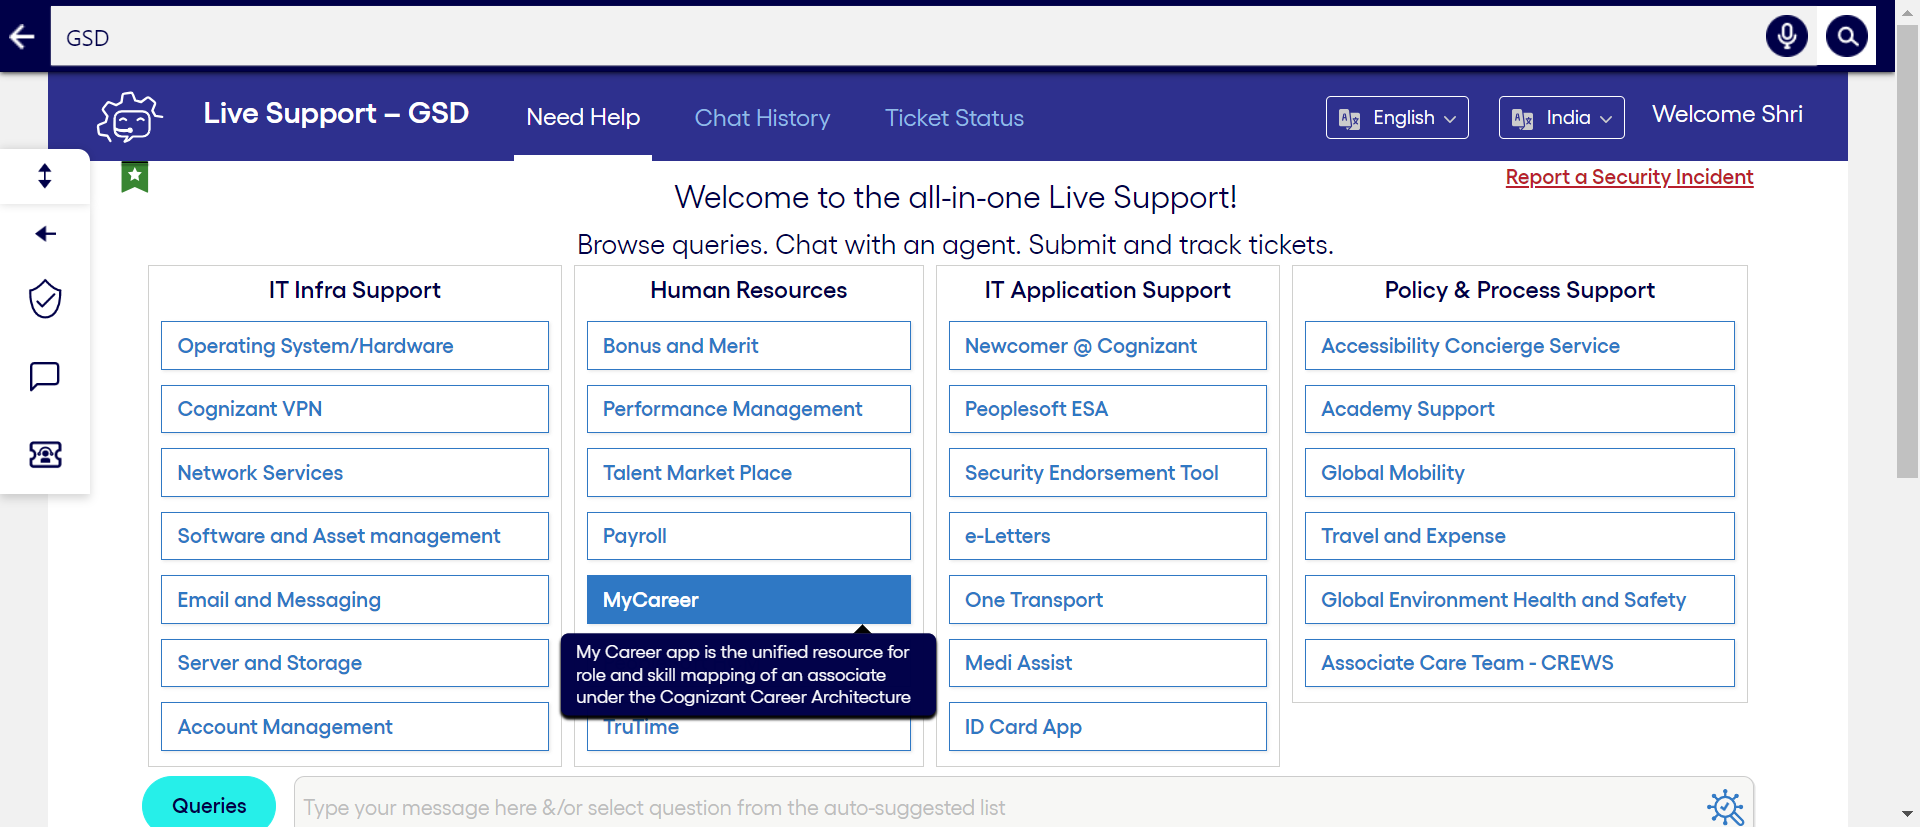 GSD
Live Support – GSD
Need Help
Chat History
Ticket Status
English
India
Welcome Shri
Report a Security Incident
Welcome to the all-in-one Live Support!
Browse queries. Chat with an agent. Submit and track tickets.
IT Infra Support
Operating System/Hardware
Cognizant VPN
Network Services
Software and Asset management
Email and Messaging
Server and Storage
Account Management
Human Resources
Bonus and Merit
Performance Management
Talent Market Place
Payroll
MyCareer
My Career app is the unified resource for
role and skill mapping of an associate
under the Cognizant Career Architecture
TruTime
IT Application Support
Newcomer @ Cognizant
Peoplesoft ESA
Security Endorsement Tool
e-Letters
One Transport
Medi Assist
ID Card App
Policy & Process Support
Accessibility Concierge Service
Academy Support
Global Mobility
Travel and Expense
Global Environment Health and Safety
Associate Care Team - CREWS
Queries
Type your message here &/or select question from the auto-suggested list